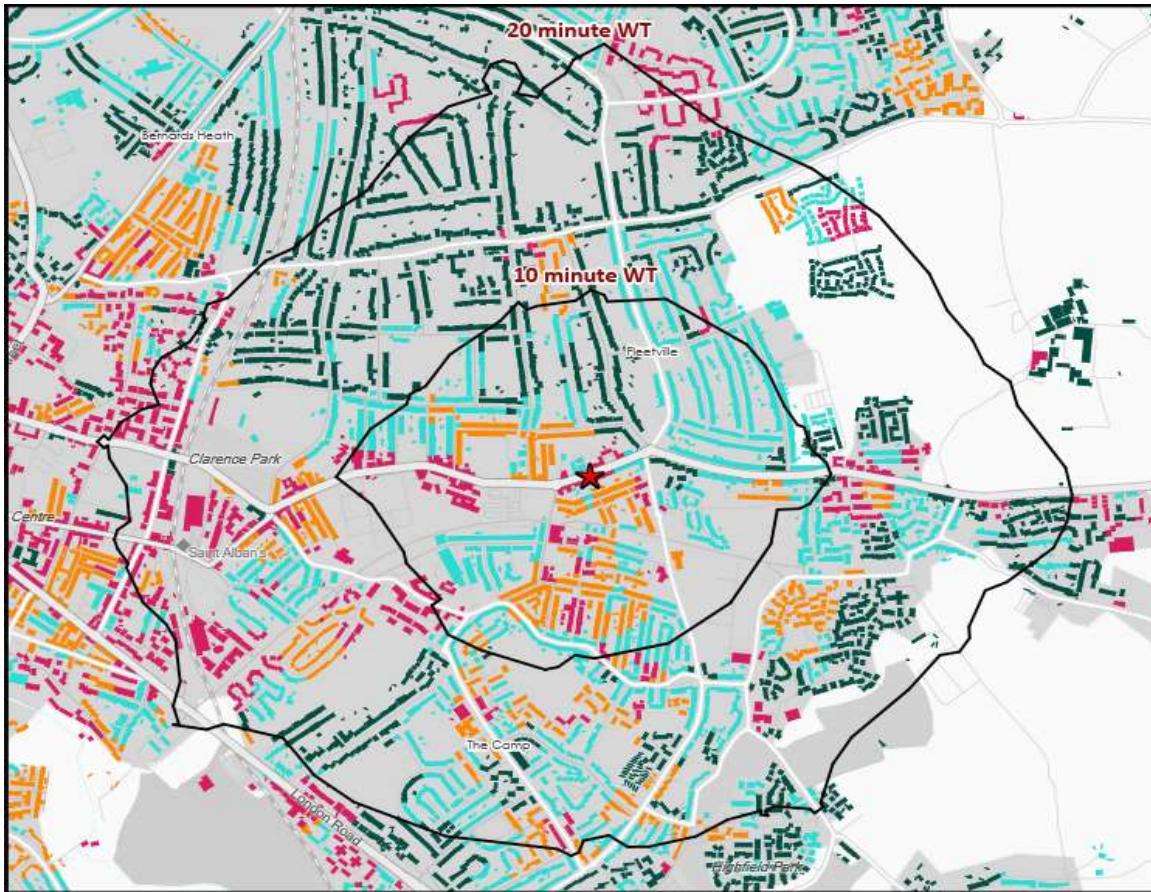 20 minute WT
Bernards Heath
10 minute WT
Fleetville
Clarence Park
Centre
Saint Alban's
The Camp
London Road
Highfield Park